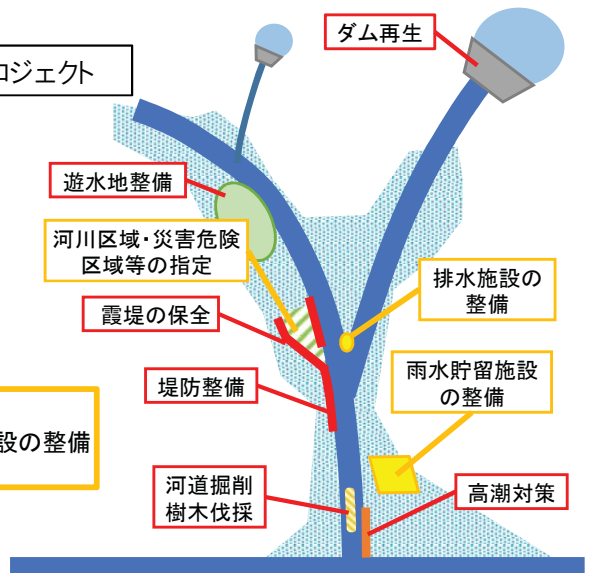 ダム再生
ロジェクト
遊水地整備
河川区域・災害危険
区域等の指定
排水施設の
整備
霞堤の保全
雨水貯留施設
の整備
堤防整備
設の整備
河道掘削
樹木伐採
高潮対策